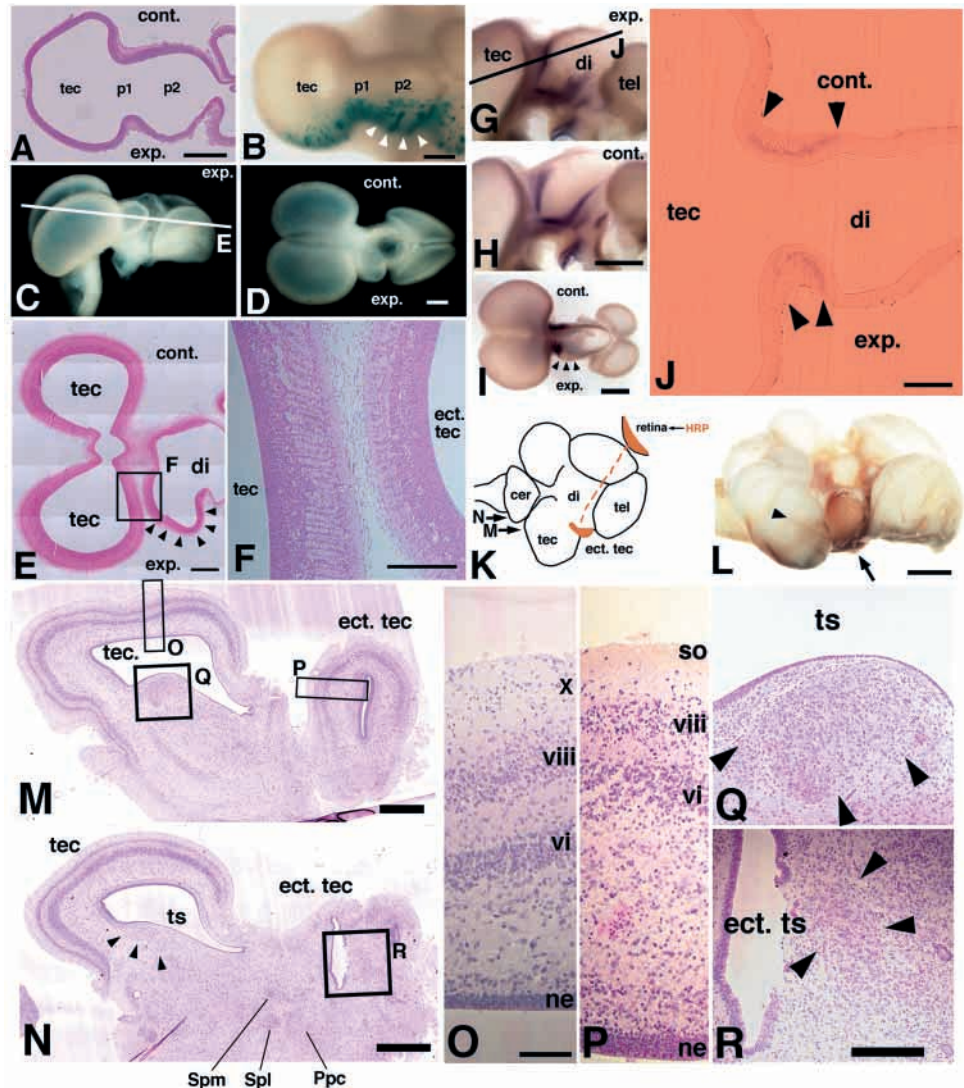 cont.
tec p1 p2
exp.
A
tec p1 p2
B
exp.
E
C
cont.
exp.
D
exp.
tec J
di
tel
G
cont.
H
cont.
exp.
I
cont.
tec di
exp.
J
cont.
tec
F
di
tec
exp.
E
ect.
tec
tec
F
retina HRP
cer di
N
M tel
tec
ect. tec
K
L
ect. tec
tec.
O
P
Q
M
tec
ect. tec
ts
R
N
Spm Spl Ppc
x
viii
vi
ne
O
so
viii
vi
ne
P
ts
Q
ect. ts
R